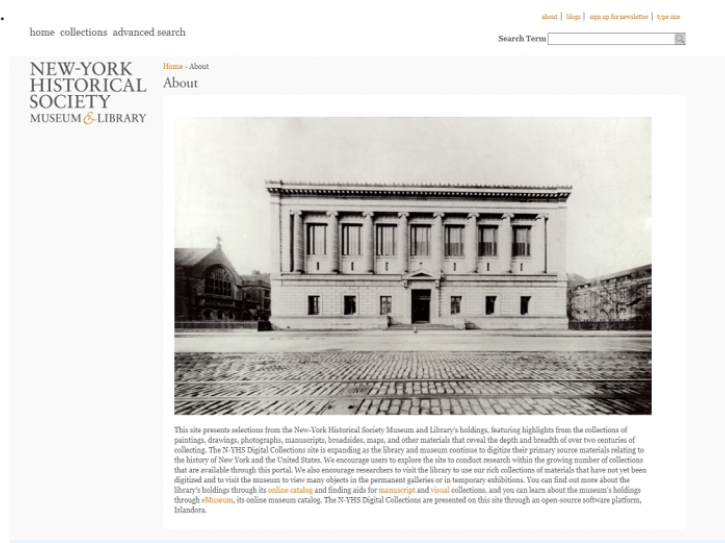 about | blogs | sign up for newsletter | type size
home collections advanced search
Search Term
NEW-YORK
HISTORICAL
SOCIETY
MUSEUM & LIBRARY
Home › About
About
This site presents selections from the New-York Historical Society Museum and Library's holdings, featuring highlights from the collections of
paintings, drawings, photographs, manuscripts, broadsides, maps, and other materials that reveal the depth and breadth of over two centuries of
collecting. The N-YHS Digital Collections site is expanding as the library and museum continue to digitize their primary source materials relating to
the history of New York and the United States. We encourage users to explore the site to conduct research within the growing number of collections
that are available through this portal. We also encourage researchers to visit the library to use our rich collections of materials that have not yet been
digitized and to visit the museum to view many objects in the permanent galleries or in temporary exhibitions. You can find out more about the
library's holdings through its online catalog and finding aids for manuscript and visual collections, and you can learn about the museum's holdings
through eMuseum, its online museum catalog. The N-YHS Digital Collections are presented on this site through an open-source software platform,
Islandora.